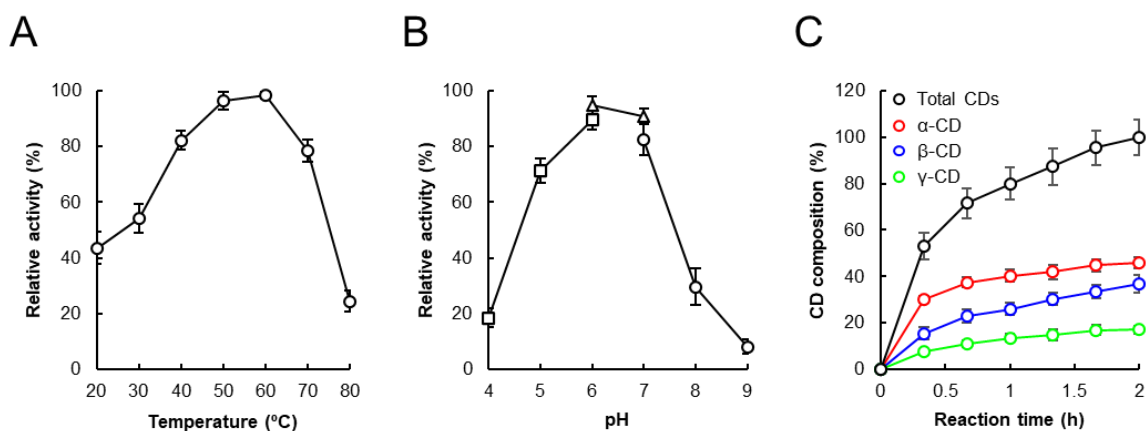 A
Relative activity (%)
100
80
60
40
20
0
20 30 40 50 60 70 80
Temperature (ºC)
B
Relative activity (%)
100
80
60
40
20
0
4 5 6 7 8 9
pH
C
CD composition (%)
120
100
80
60
40
20
0
Total CDs
α-CD
β-CD
γ-CD
0 0.5 1 1.5 2
Reaction time (h)